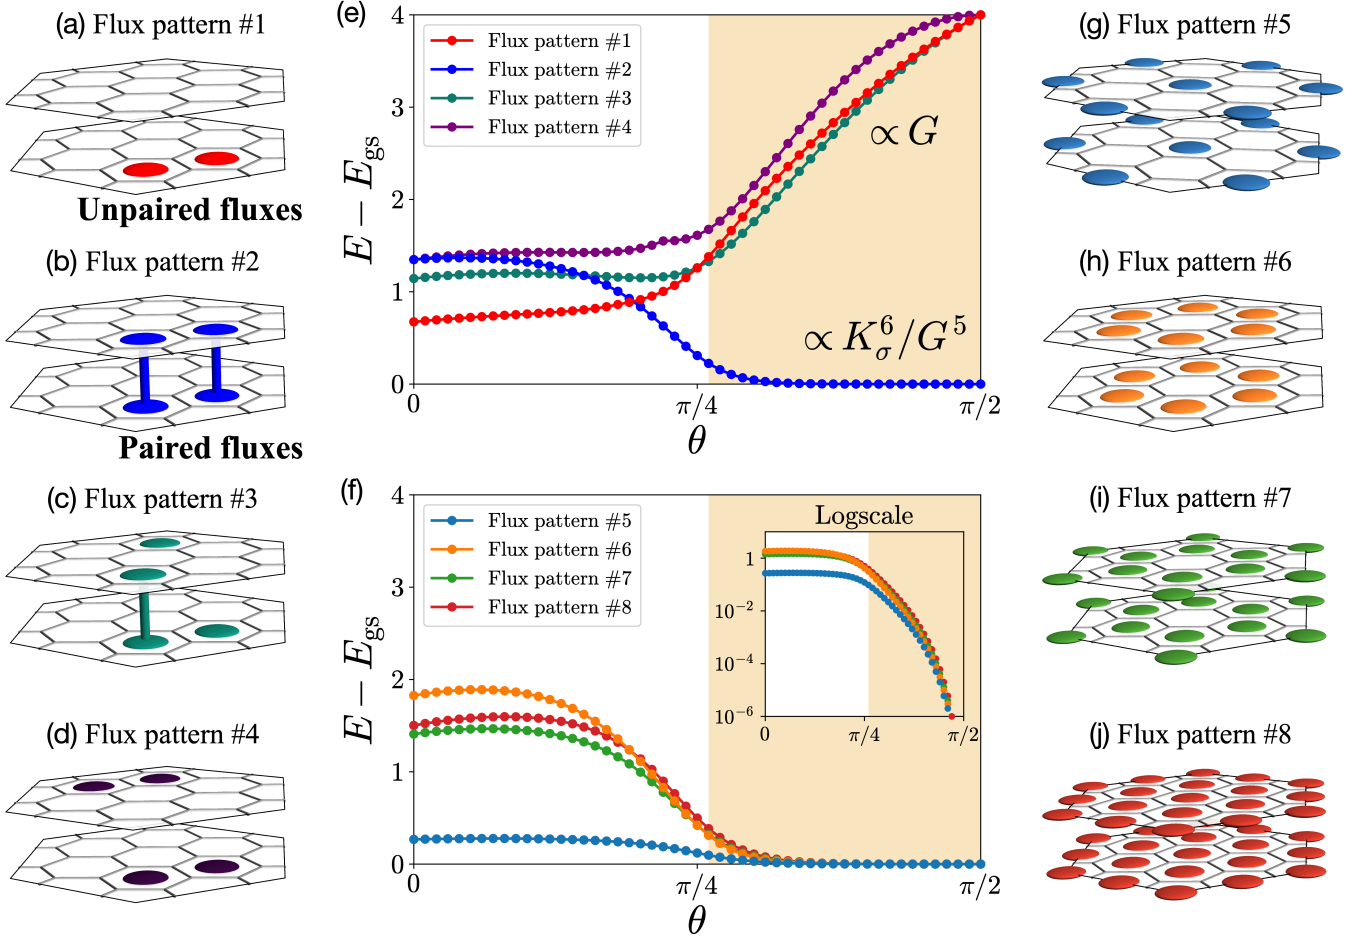 (a) Flux pattern #1
Unpaired fluxes
(b) Flux pattern #2
Paired fluxes
(c) Flux pattern #3
(d) Flux pattern #4
(e)
4
3
2
1
0
E − E_gs
Flux pattern #1
Flux pattern #2
Flux pattern #3
Flux pattern #4
∝ G
∝ K_σ^6/G^5
0
π/4
π/2
θ
(f)
4
3
2
1
0
E − E_gs
Flux pattern #5
Flux pattern #6
Flux pattern #7
Flux pattern #8
Logscale
1
10^−2
10^−4
10^−6
0
π/4
π/2
0
π/4
π/2
θ
(g) Flux pattern #5
(h) Flux pattern #6
(i) Flux pattern #7
(j) Flux pattern #8